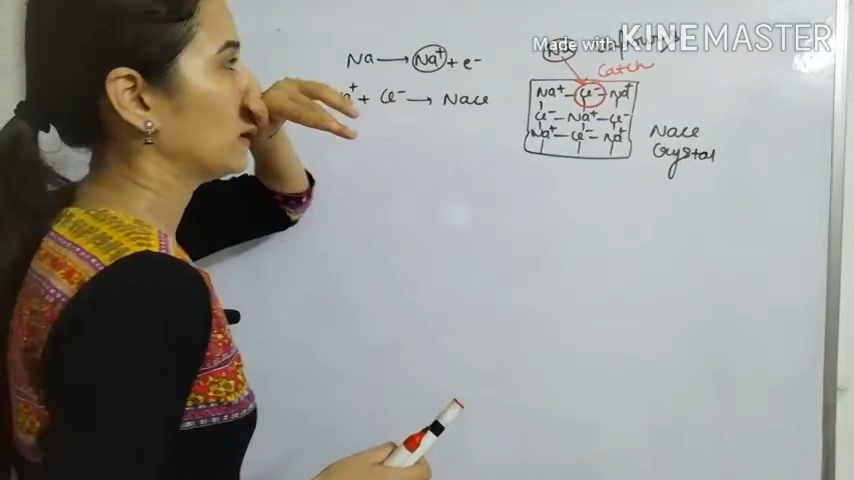 Na → Na⁺ + e⁻
⁺ + Cl⁻ → NaCl
Made with KINEMASTER
Catch
Na⁺ – Cl⁻ – Na⁺
Cl⁻ – Na⁺ – Cl⁻
Na⁺ – Cl⁻ – Na⁺
NaCl
Crystal